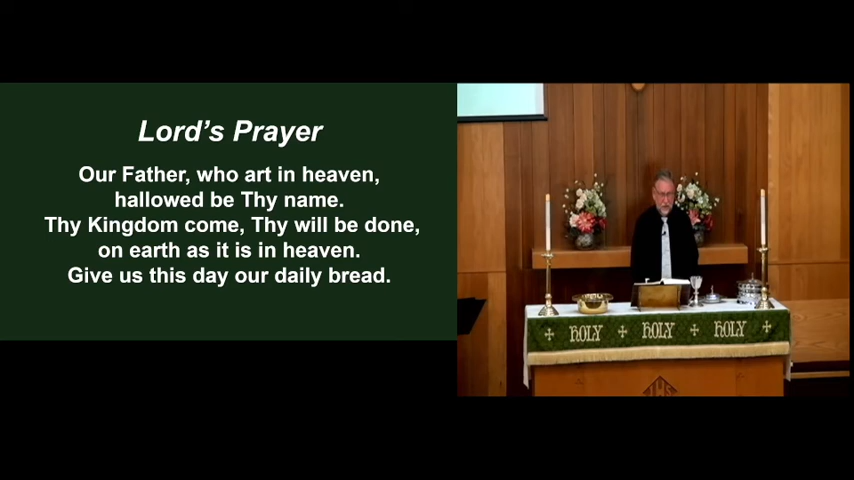 Lord's Prayer
Our Father, who art in heaven,
hallowed be Thy name.
Thy Kingdom come, Thy will be done,
on earth as it is in heaven.
Give us this day our daily bread.
HOLY HOLY HOLY
IHS